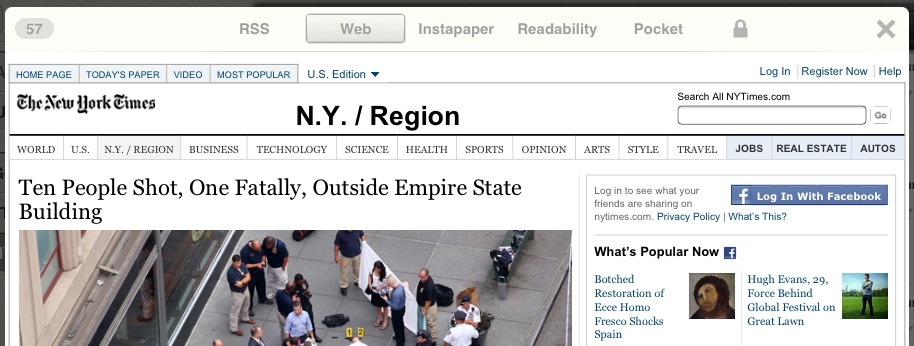 57 RSS Web Instapaper Readability Pocket
HOME PAGE TODAY'S PAPER VIDEO MOST POPULAR U.S. Edition Log In Register Now Help
The New York Times
N.Y. / Region
Search All NYTimes.com
Go
WORLD U.S. N.Y. / REGION BUSINESS TECHNOLOGY SCIENCE HEALTH SPORTS OPINION ARTS STYLE TRAVEL JOBS REAL ESTATE AUTOS
Ten People Shot, One Fatally, Outside Empire State
Building
1 2
Log in to see what your
friends are sharing on
nytimes.com. Privacy Policy | What's This?
f Log In With Facebook
What's Popular Now f
Botched
Restoration of
Ecce Homo
Fresco Shocks
Spain
Hugh Evans, 29,
Force Behind
Global Festival on
Great Lawn